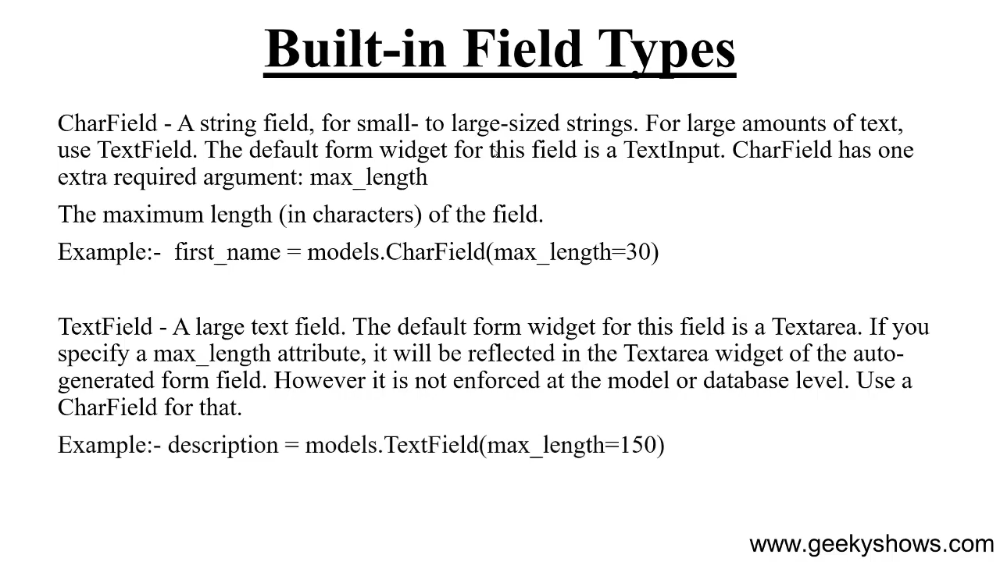 Built-in Field Types
CharField - A string field, for small- to large-sized strings. For large amounts of text,
use TextField. The default form widget for this field is a TextInput. CharField has one
extra required argument: max_length
The maximum length (in characters) of the field.
Example:-  first_name = models.CharField(max_length=30)
TextField - A large text field. The default form widget for this field is a Textarea. If you
specify a max_length attribute, it will be reflected in the Textarea widget of the auto-
generated form field. However it is not enforced at the model or database level. Use a
CharField for that.
Example:- description = models.TextField(max_length=150)
www.geekyshows.com